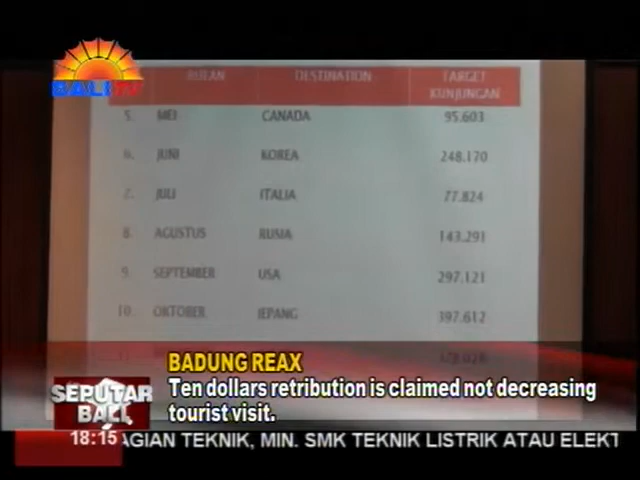 BALI TV
BULAN DESTINATION TARGET KUNJUNGAN
5. MEI CANADA 95.603
6. JUNI KOREA 248.170
7. JULI ITALIA 77.824
8. AGUSTUS RUSIA 143.291
9. SEPTEMBER USA 297.121
10. OKTOBER JEPANG 397.612
BADUNG REAX
Ten dollars retribution is claimed not decreasing
tourist visit.
SEPUTAR
BALI
18:15 AGIAN TEKNIK, MIN. SMK TEKNIK LISTRIK ATAU ELEKT